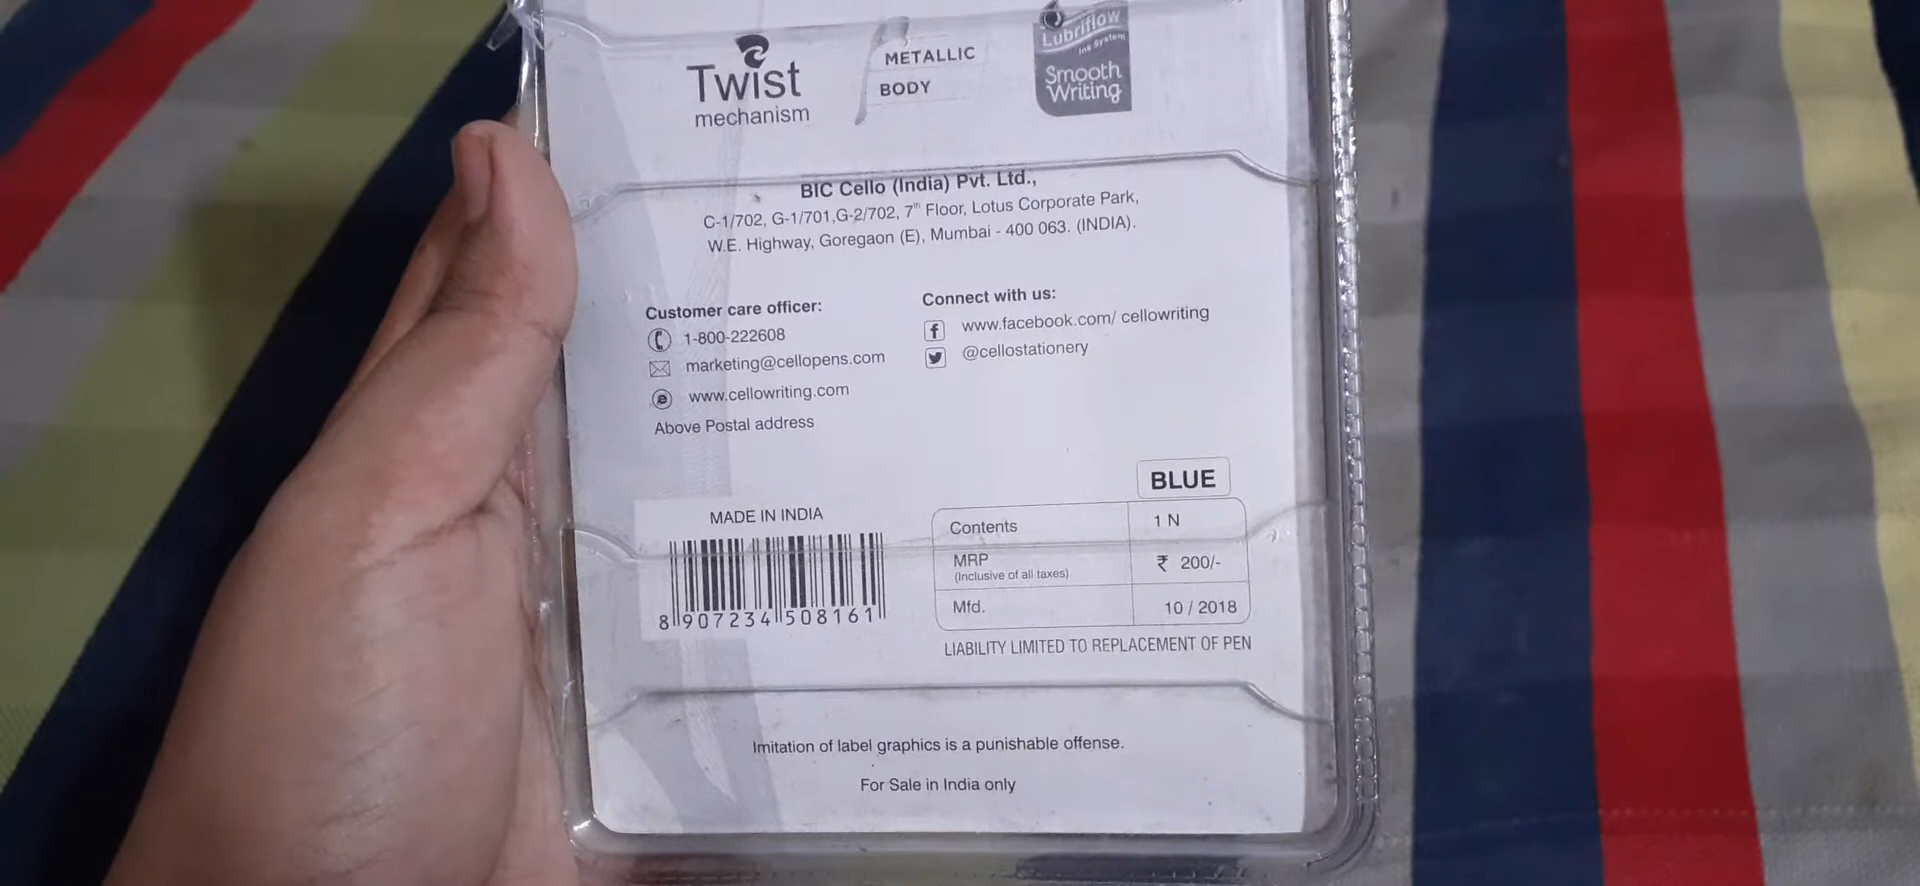 Twist
mechanism
METALLIC
BODY
Lubriflow
Ink System
Smooth
Writing
BIC Cello (India) Pvt. Ltd.,
C-1/702, G-1/701,G-2/702, 7th Floor, Lotus Corporate Park,
W.E. Highway, Goregaon (E), Mumbai - 400 063. (INDIA).
Customer care officer:
1-800-222608
marketing@cellopens.com
www.cellowriting.com
Above Postal address
Connect with us:
www.facebook.com/ cellowriting
@cellostationery
MADE IN INDIA
8 907234 508161
BLUE
Contents 1 N
MRP ₹ 200/-
(Inclusive of all taxes)
Mfd. 10 / 2018
LIABILITY LIMITED TO REPLACEMENT OF PEN
Imitation of label graphics is a punishable offense.
For Sale in India only